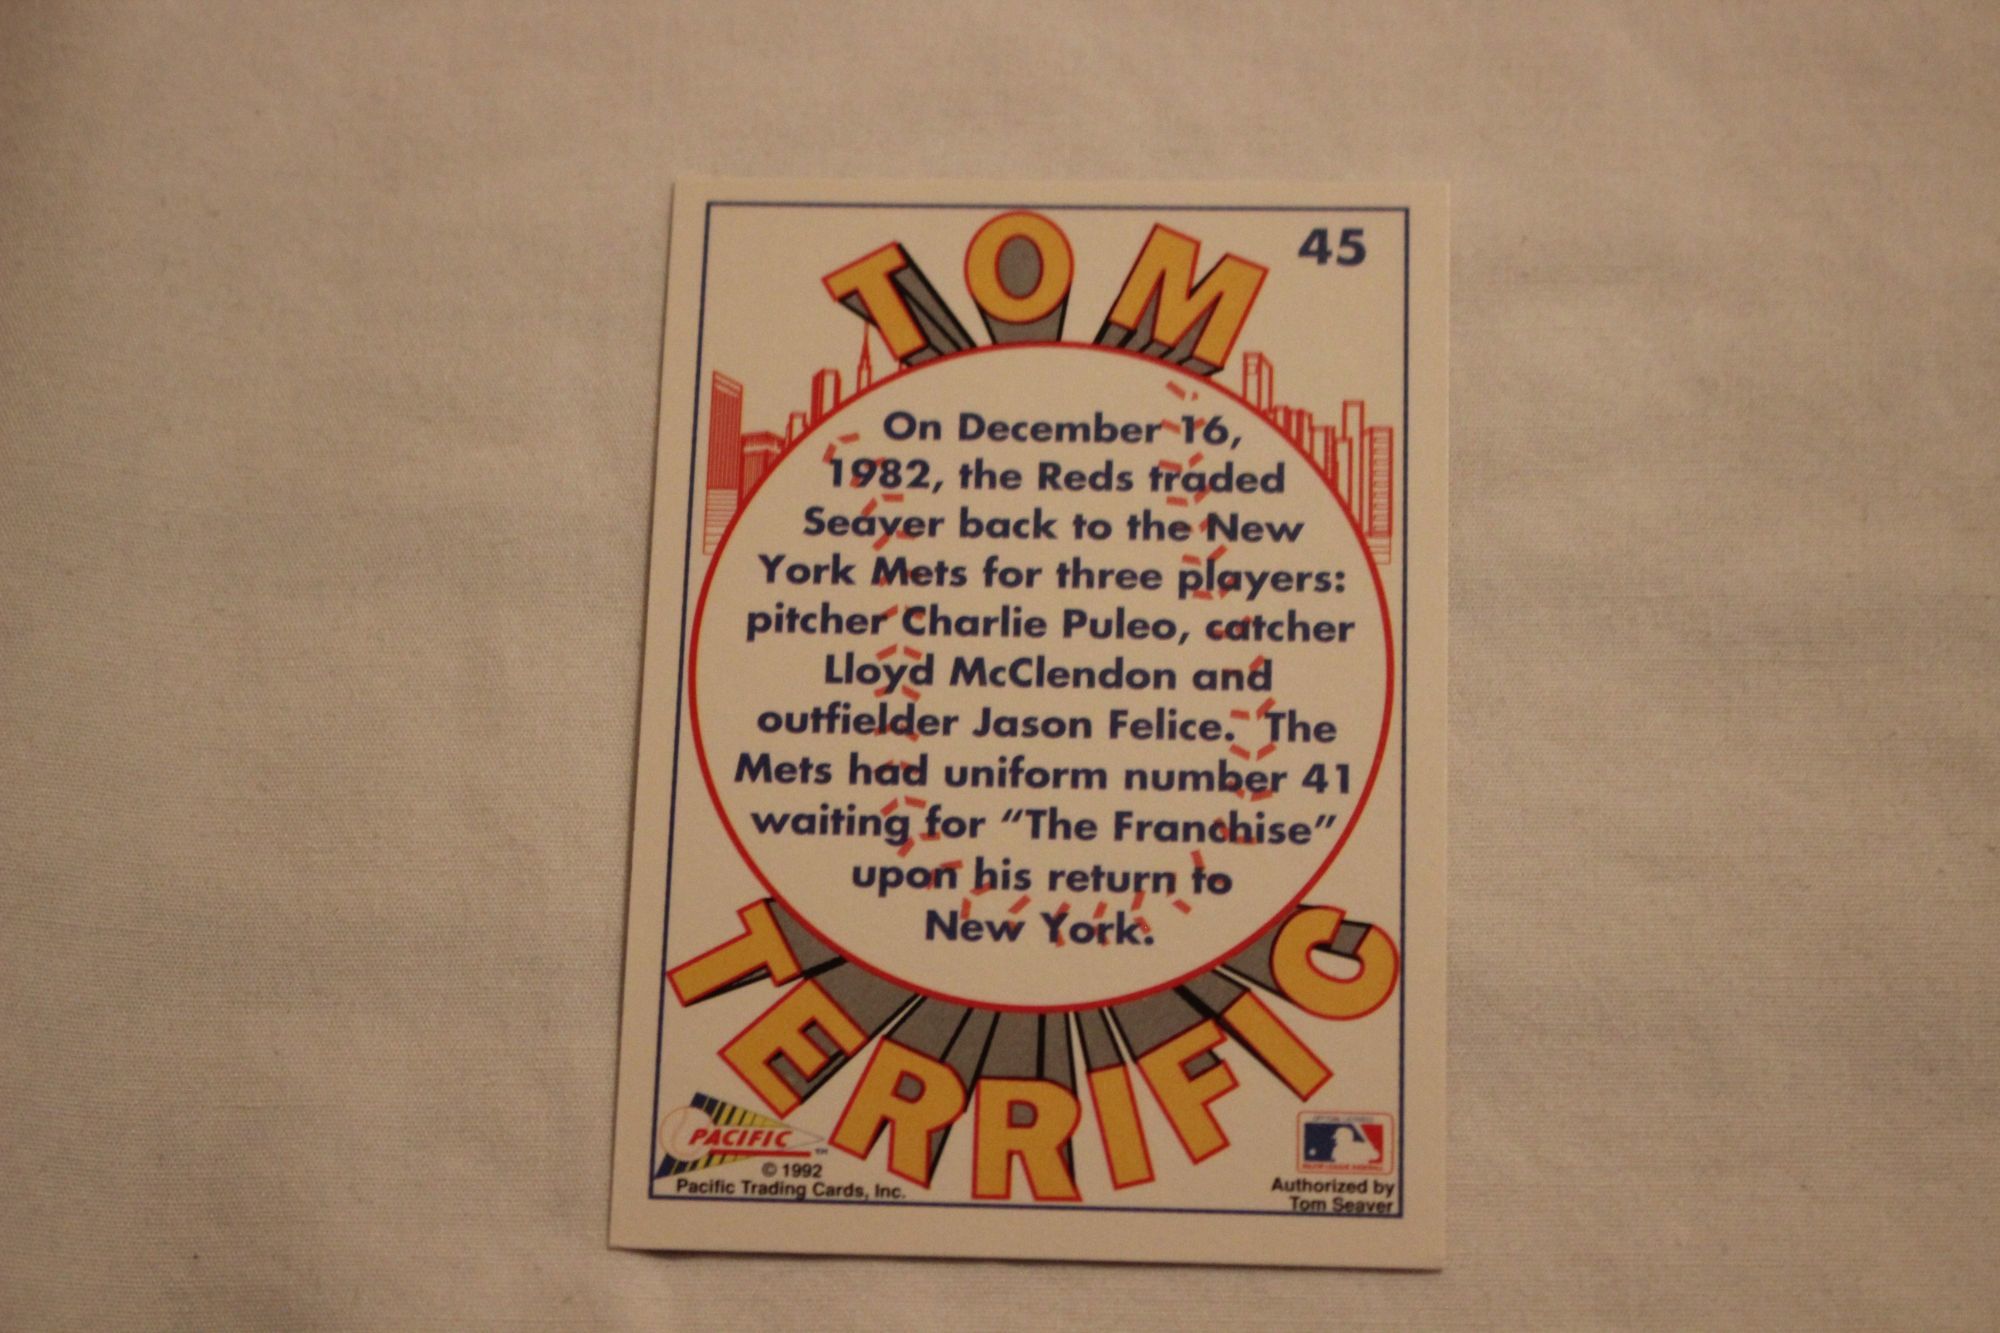 TOM
45
On December 16,
1982, the Reds traded
Seaver back to the New
York Mets for three players:
pitcher Charlie Puleo, catcher
Lloyd McClendon and
outfielder Jason Felice. The
Mets had uniform number 41
waiting for “The Franchise”
upon his return to
New York.
TERRIFIC
PACIFIC TM
© 1992
Pacific Trading Cards, Inc.
Authorized by
Tom Seaver